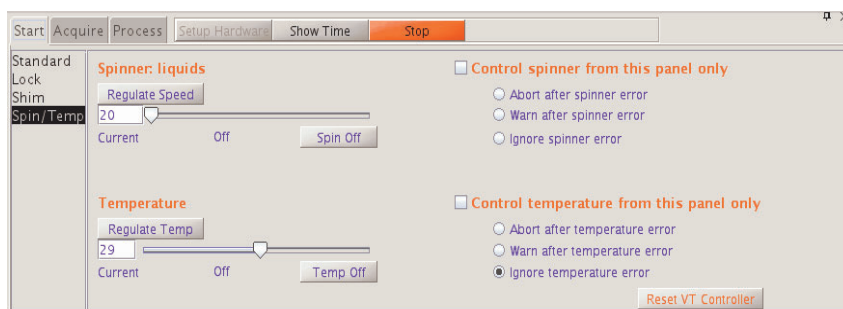 Start Acquire Process Setup Hardware Show Time Stop
Standard
Lock
Shim
Spin/Temp
Spinner: liquids
Regulate Speed
20
Current Off Spin Off
Control spinner from this panel only
Abort after spinner error
Warn after spinner error
Ignore spinner error
Temperature
Regulate Temp
29
Current Off Temp Off
Control temperature from this panel only
Abort after temperature error
Warn after temperature error
Ignore temperature error
Reset VT Controller